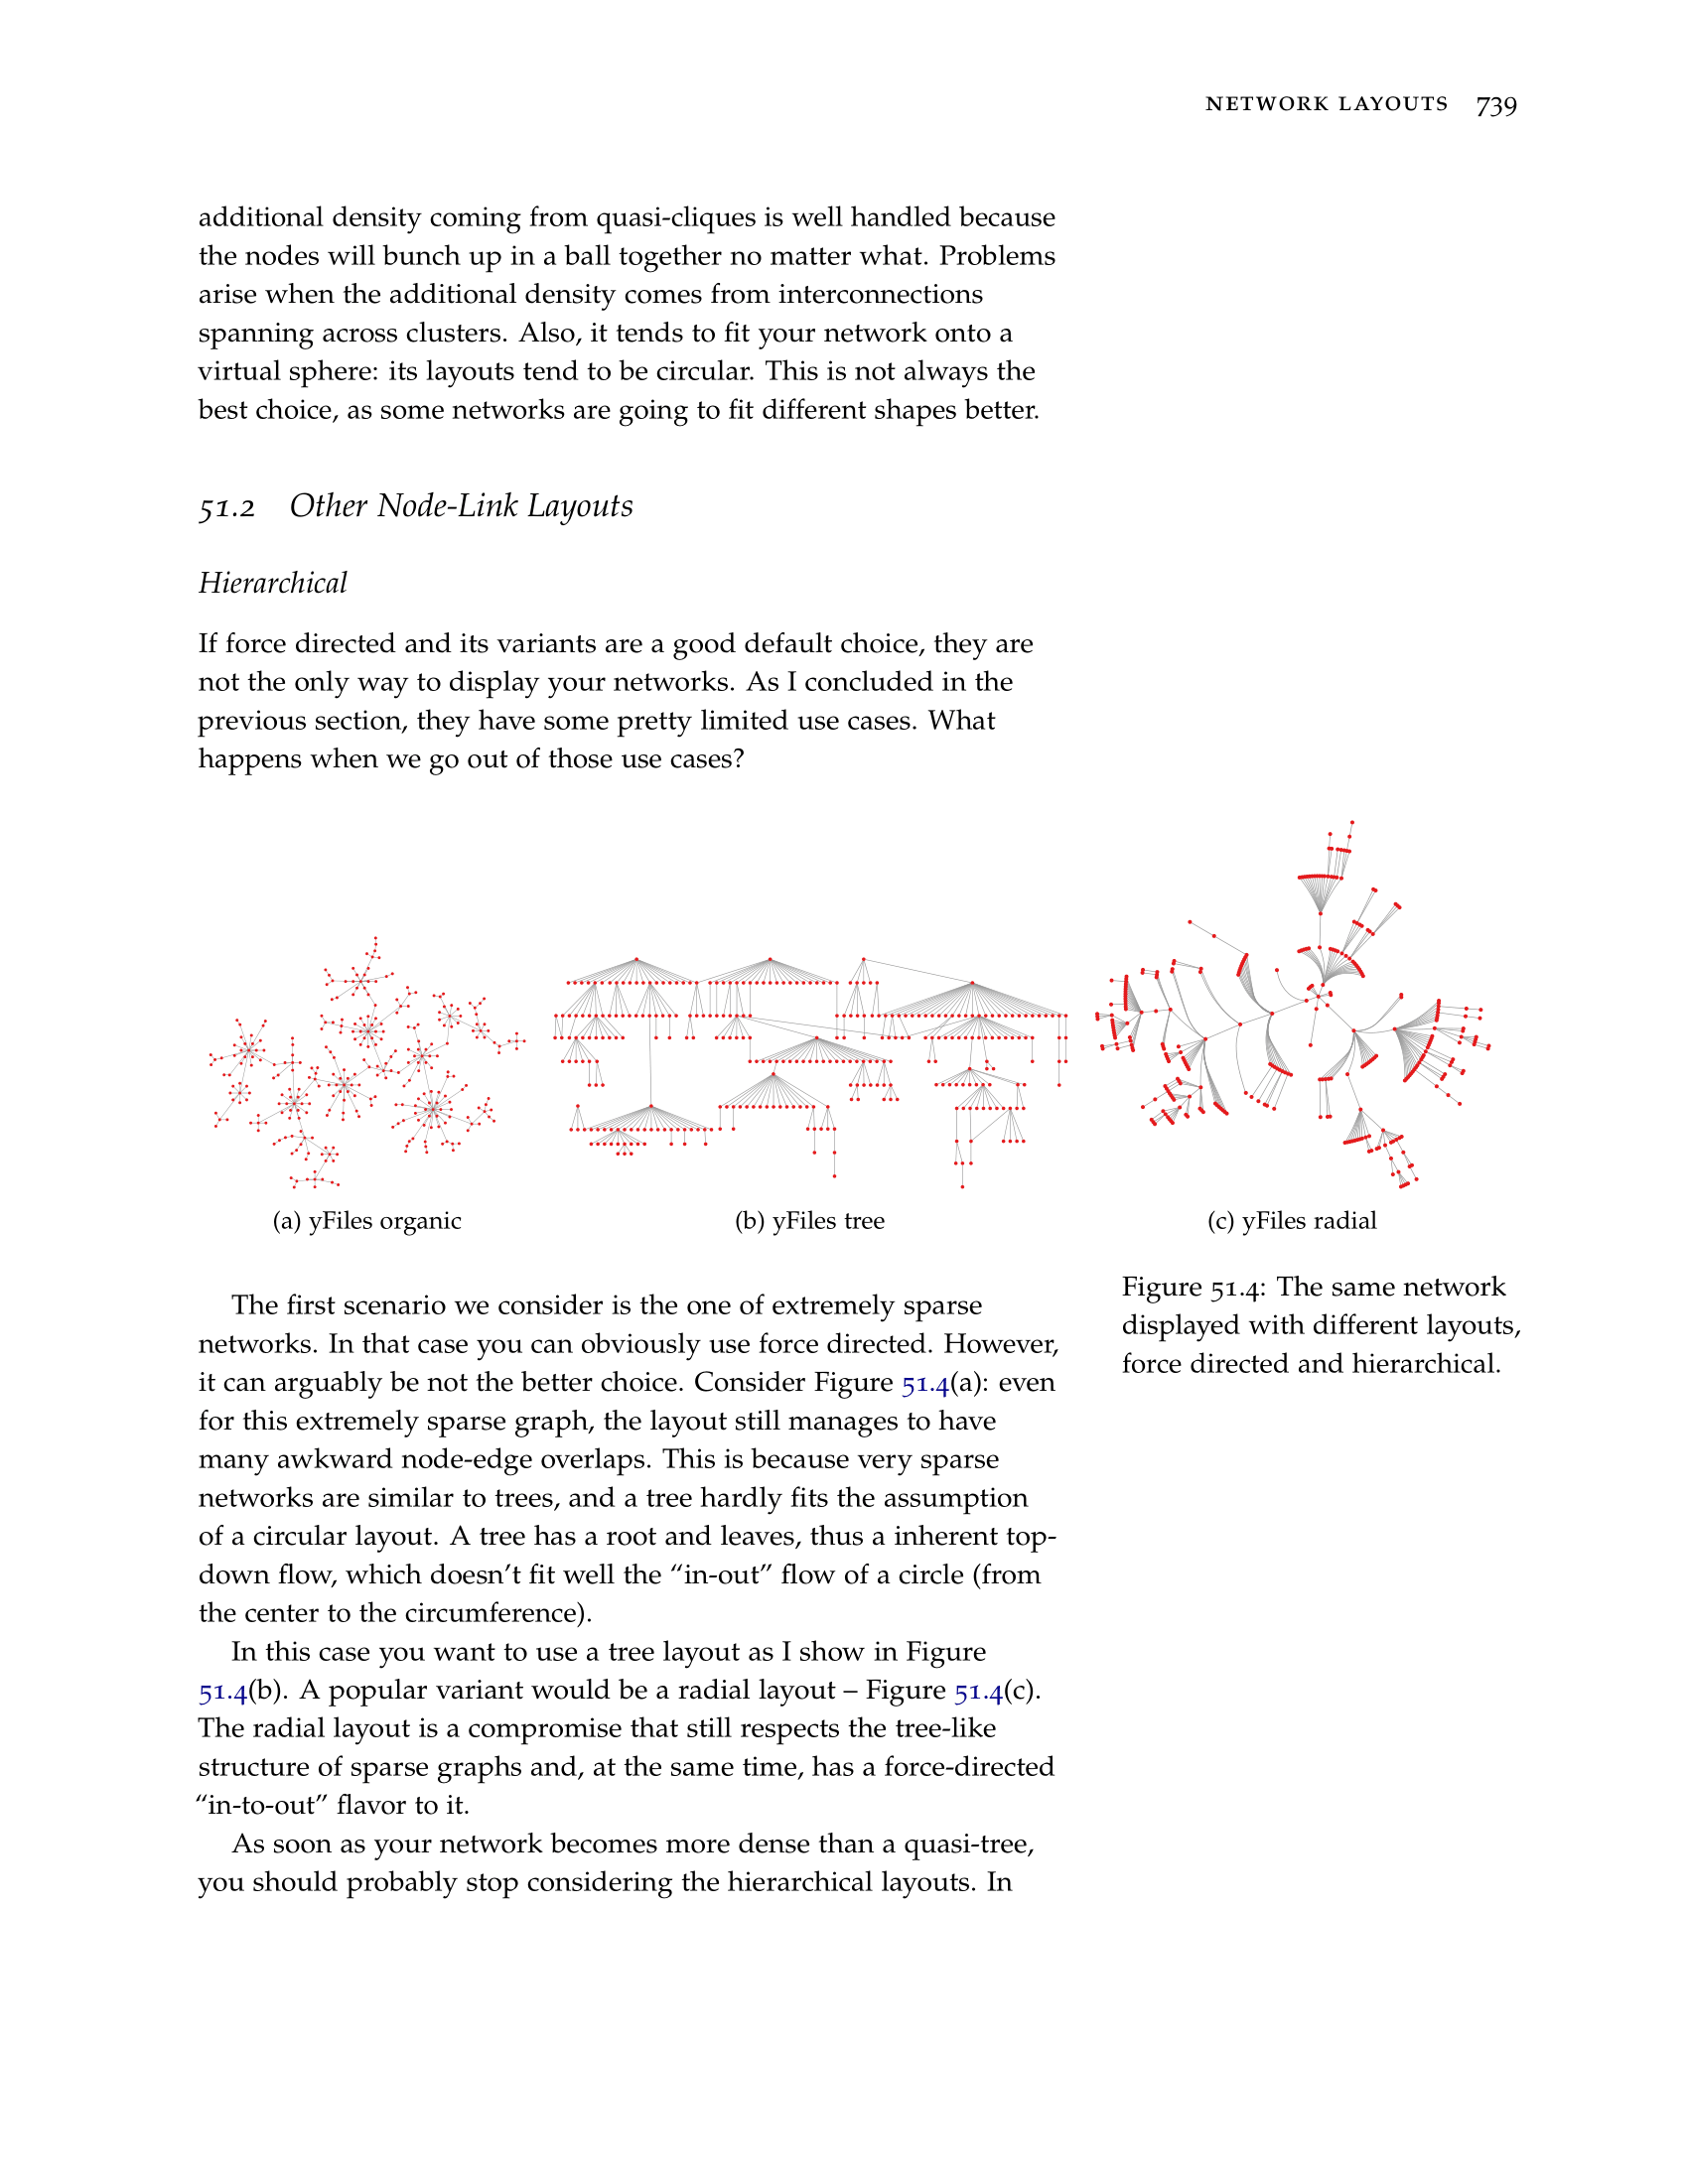 NETWORK LAYOUTS 739
additional density coming from quasi-cliques is well handled because
the nodes will bunch up in a ball together no matter what. Problems
arise when the additional density comes from interconnections
spanning across clusters. Also, it tends to fit your network onto a
virtual sphere: its layouts tend to be circular. This is not always the
best choice, as some networks are going to fit different shapes better.
51.2 Other Node-Link Layouts
Hierarchical
If force directed and its variants are a good default choice, they are
not the only way to display your networks. As I concluded in the
previous section, they have some pretty limited use cases. What
happens when we go out of those use cases?
(a) yFiles organic
(b) yFiles tree
(c) yFiles radial
Figure 51.4: The same network
displayed with different layouts,
force directed and hierarchical.
The first scenario we consider is the one of extremely sparse
networks. In that case you can obviously use force directed. However,
it can arguably be not the better choice. Consider Figure 51.4(a): even
for this extremely sparse graph, the layout still manages to have
many awkward node-edge overlaps. This is because very sparse
networks are similar to trees, and a tree hardly fits the assumption
of a circular layout. A tree has a root and leaves, thus a inherent top-
down flow, which doesn't fit well the “in-out” flow of a circle (from
the center to the circumference).
In this case you want to use a tree layout as I show in Figure
51.4(b). A popular variant would be a radial layout – Figure 51.4(c).
The radial layout is a compromise that still respects the tree-like
structure of sparse graphs and, at the same time, has a force-directed
“in-to-out” flavor to it.
As soon as your network becomes more dense than a quasi-tree,
you should probably stop considering the hierarchical layouts. In